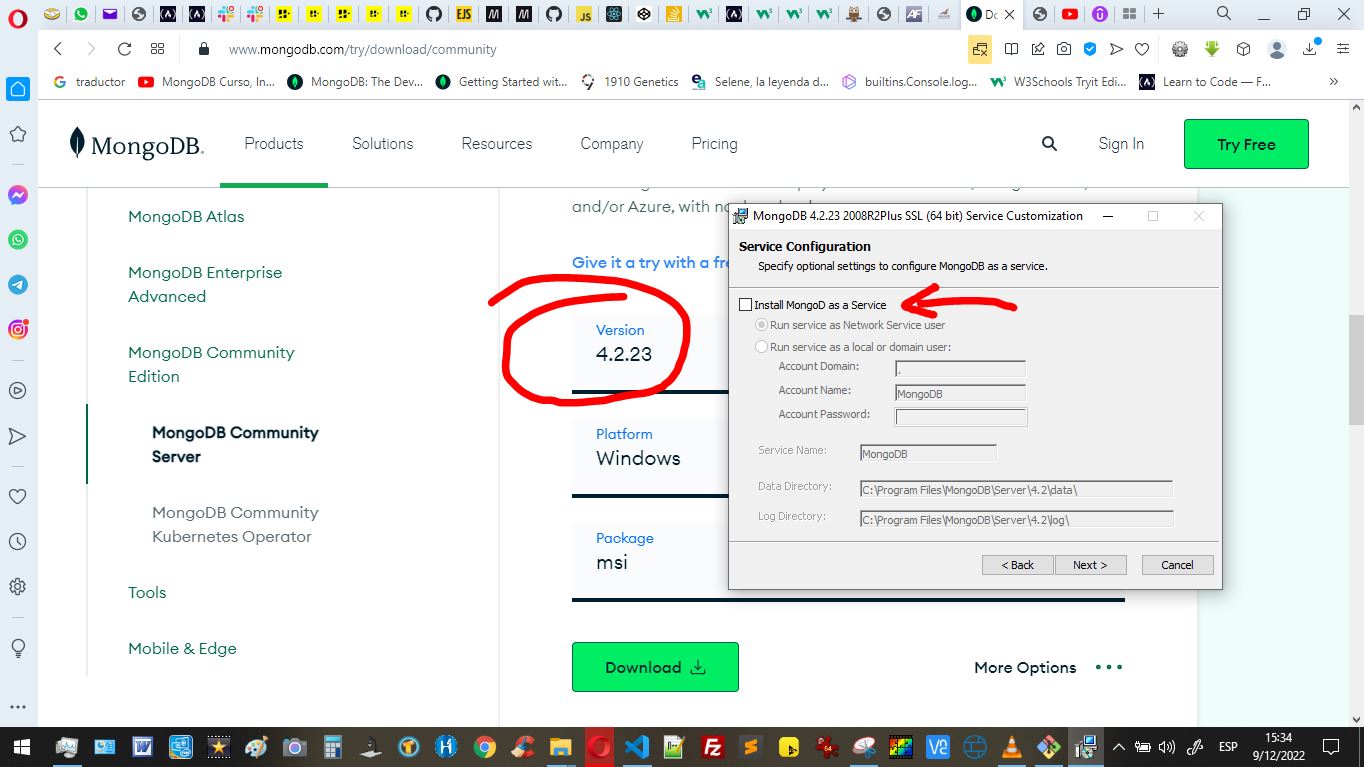 www.mongodb.com/try/download/community
traductor
MongoDB Curso, In...
MongoDB: The Dev...
Getting Started wit...
1910 Genetics
Selene, la leyenda d...
builtins.Console.log...
W3Schools Tryit Edi...
Learn to Code — F...
MongoDB.
Products
Solutions
Resources
Company
Pricing
Sign In
Try Free
MongoDB Atlas
MongoDB Enterprise
Advanced
MongoDB Community
Edition
MongoDB Community
Server
MongoDB Community
Kubernetes Operator
Tools
Mobile & Edge
and/or Azure, with
Give it a try with a
Version
4.2.23
Platform
Windows
Package
msi
Download
More Options
MongoDB 4.2.23 2008R2Plus SSL (64 bit) Service Customization
Service Configuration
Specify optional settings to configure MongoDB as a service.
Install MongoD as a Service
Run service as Network Service user
Run service as a local or domain user:
Account Domain:
.
Account Name:
MongoDB
Account Password:
Service Name:
MongoDB
Data Directory:
C:\Program Files\MongoDB\Server\4.2\data\
Log Directory:
C:\Program Files\MongoDB\Server\4.2\log\
< Back
Next >
Cancel
ESP
15:34
9/12/2022